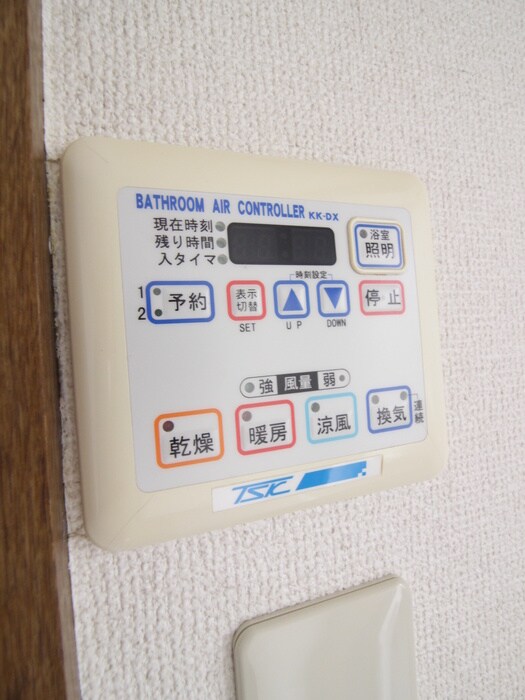 BATHROOM AIR CONTROLLER KK-DX
現在時刻
残り時間
入タイマ
浴室
照明
時刻設定
1
2
予約
表示
切替
SET
UP
DOWN
停止
強 風量 弱
乾燥
暖房
涼風
換気
連続
TSK